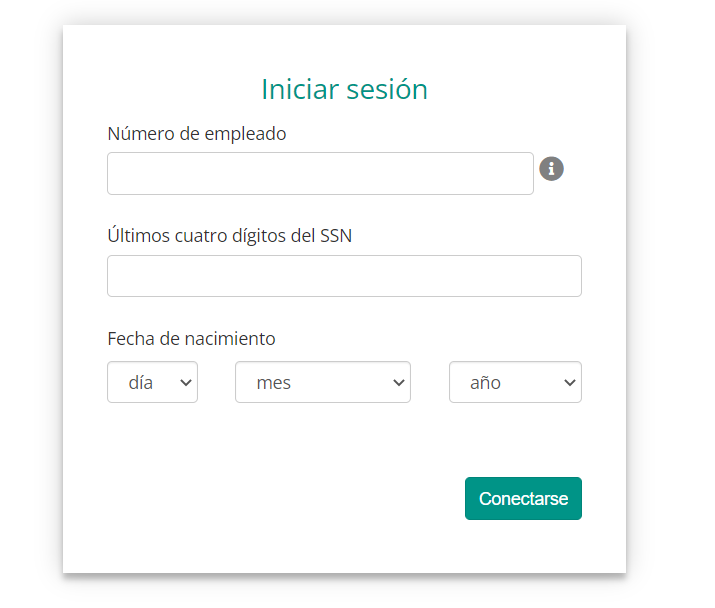 Iniciar sesión
Número de empleado
Últimos cuatro dígitos del SSN
Fecha de nacimiento
día mes año
Conectarse